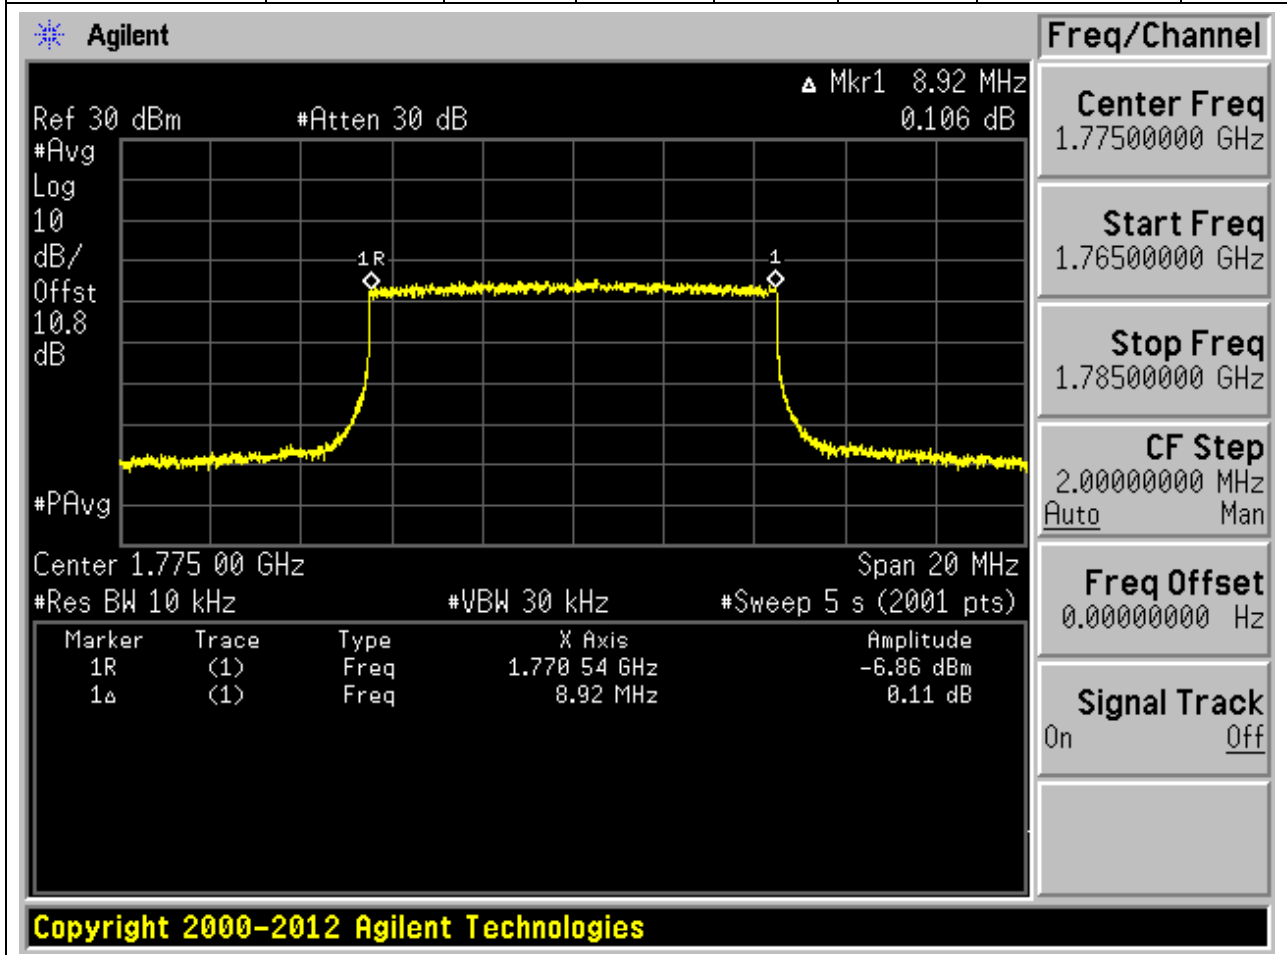 Agilent
Freq/Channel
Δ Mkr1 8.92 MHz
Ref 30 dBm #Atten 30 dB 0.106 dB
#Avg
Log
10
dB/
Offst
10.8
dB
1R
1
#PAvg
Center 1.775 00 GHz Span 20 MHz
#Res BW 10 kHz #VBW 30 kHz #Sweep 5 s (2001 pts)
Marker Trace Type X Axis Amplitude
1R (1) Freq 1.770 54 GHz -6.86 dBm
1Δ (1) Freq 8.92 MHz 0.11 dB
Center Freq
1.77500000 GHz
Start Freq
1.76500000 GHz
Stop Freq
1.78500000 GHz
CF Step
2.00000000 MHz
Auto Man
Freq Offset
0.00000000 Hz
Signal Track
On Off
Copyright 2000-2012 Agilent Technologies